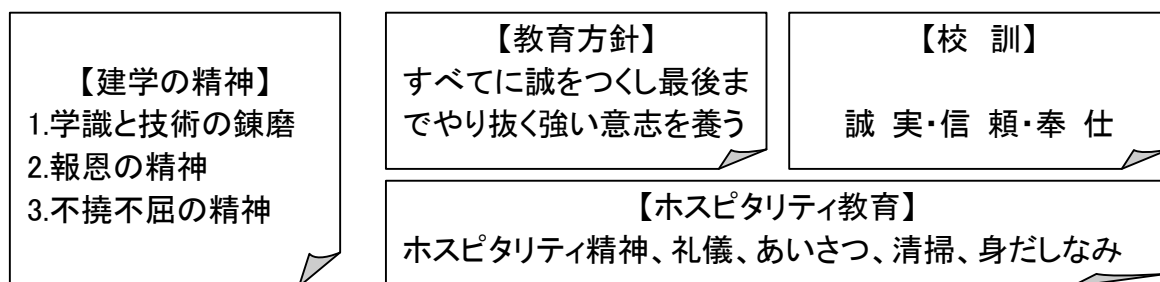 【建学の精神】
1.学識と技術の錬磨
2.報恩の精神
3.不撓不屈の精神
【教育方針】
すべてに誠をつくし最後ま
でやり抜く強い意志を養う
【校 訓】
誠 実・信 頼・奉 仕
【ホスピタリティ教育】
ホスピタリティ精神、礼儀、あいさつ、清掃、身だしなみ